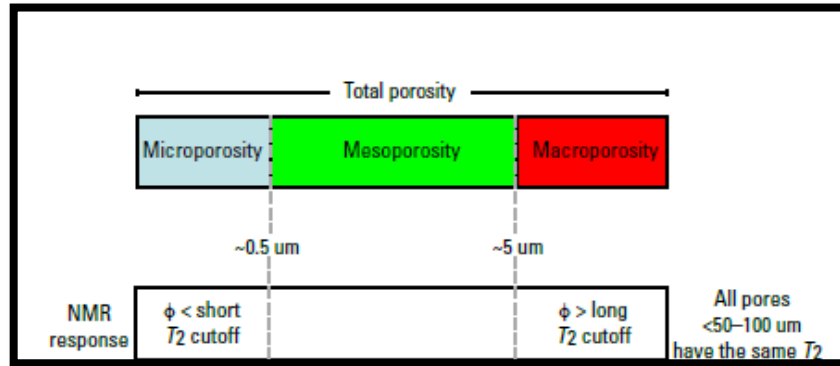 Total porosity
Microporosity Mesoporosity Macroporosity
~0.5 um ~5 um
NMR
response
ϕ < short
T2 cutoff
ϕ > long
T2 cutoff
All pores
<50–100 um
have the same T2